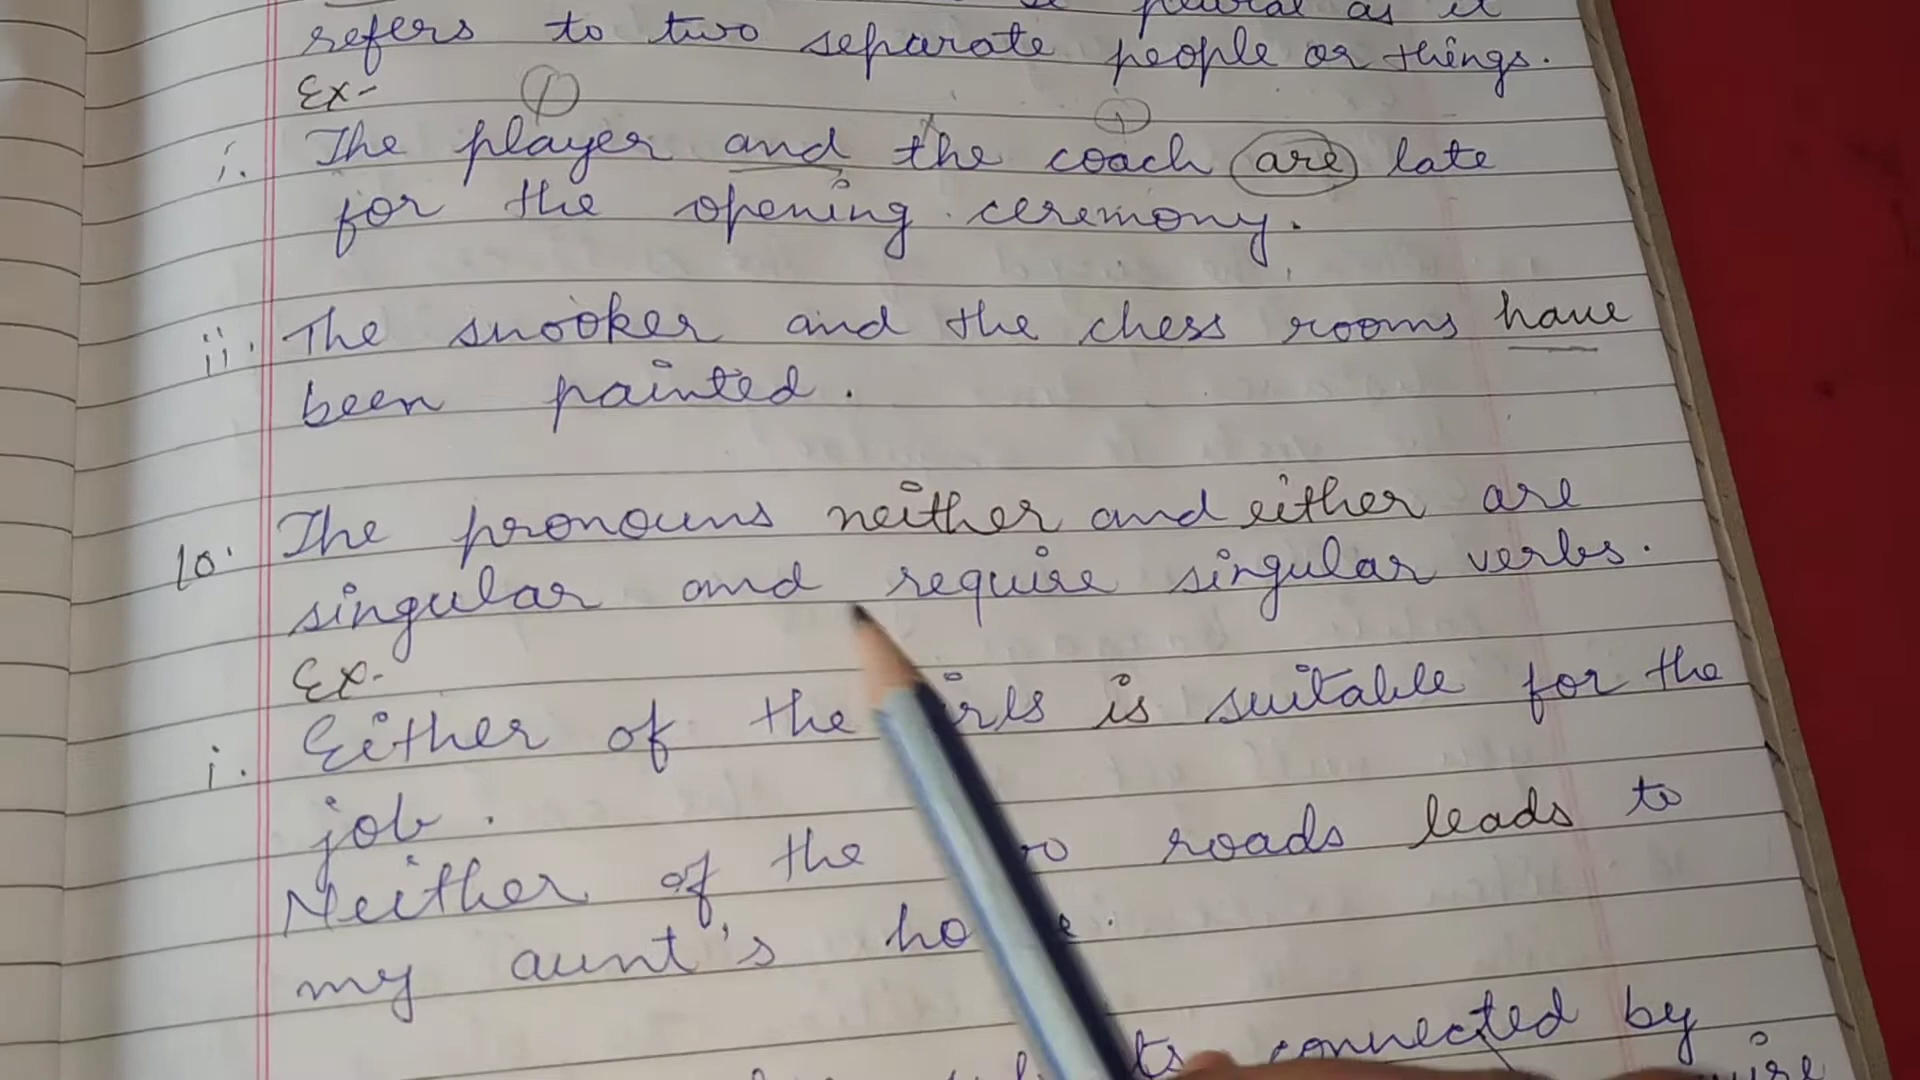 plural as it
refers to two separate people or things.
Ex-
i. The player and the coach are late
for the opening ceremony.
ii. The snooker and the chess rooms have
been painted.
10. The pronouns neither and either are
singular and require singular verbs.
Ex-
i. Either of the is suitable for the
job.
Neither of the roads leads to
my aunt's
connected by